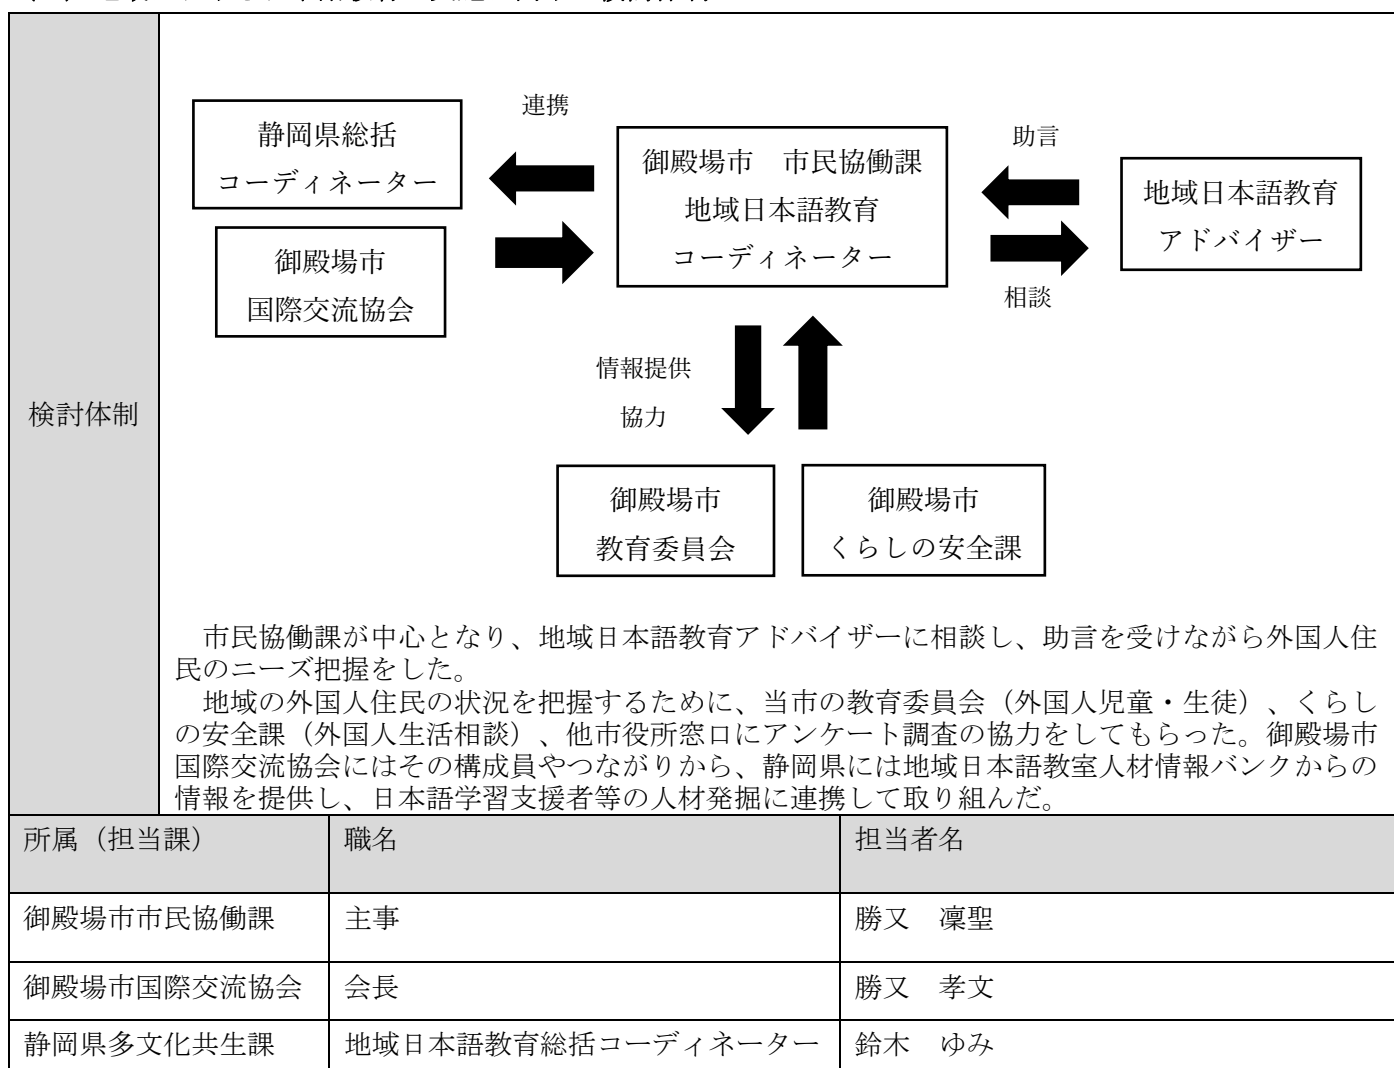 連携
静岡県総括
コーディネーター
御殿場市
国際交流協会
御殿場市　市民協働課
地域日本語教育
コーディネーター
助言
地域日本語教育
アドバイザー
相談
情報提供
協力
検討体制
御殿場市
教育委員会
御殿場市
くらしの安全課
市民協働課が中心となり、地域日本語教育アドバイザーに相談し、助言を受けながら外国人住
民のニーズ把握をした。
地域の外国人住民の状況を把握するために、当市の教育委員会（外国人児童・生徒）、くらし
の安全課（外国人生活相談）、他市役所窓口にアンケート調査の協力をしてもらった。御殿場市
国際交流協会にはその構成員やつながりから、静岡県には地域日本語教室人材情報バンクからの
情報を提供し、日本語学習支援者等の人材発掘に連携して取り組んだ。
所属（担当課）　職名　担当者名
御殿場市市民協働課　主事　勝又　凜聖
御殿場市国際交流協会　会長　勝又　孝文
静岡県多文化共生課　地域日本語教育総括コーディネーター　鈴木　ゆみ